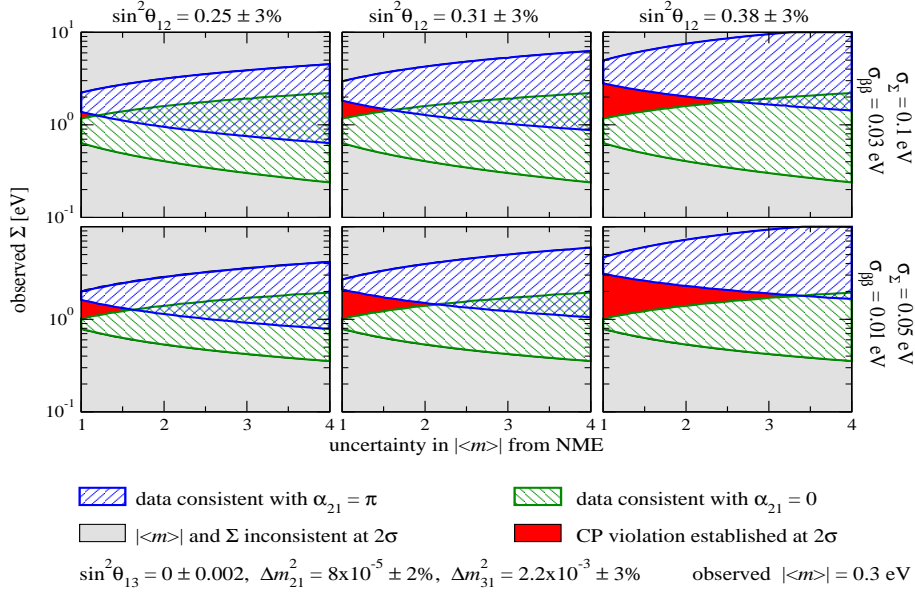 sin²θ₁₂ = 0.25 ± 3% sin²θ₁₂ = 0.31 ± 3% sin²θ₁₂ = 0.38 ± 3%
10¹
10⁰
10⁻¹
σ_Σ = 0.1 eV
σ_ββ = 0.03 eV
observed Σ [eV]
10⁰
10⁻¹
σ_Σ = 0.05 eV
σ_ββ = 0.01 eV
1 2 3 4 1 2 3 4 1 2 3 4
uncertainty in |<m>| from NME
data consistent with α₂₁ = π data consistent with α₂₁ = 0
|<m>| and Σ inconsistent at 2σ CP violation established at 2σ
sin²θ₁₃ = 0 ± 0.002, Δm²₂₁ = 8x10⁻⁵ ± 2%, Δm²₃₁ = 2.2x10⁻³ ± 3% observed |<m>| = 0.3 eV